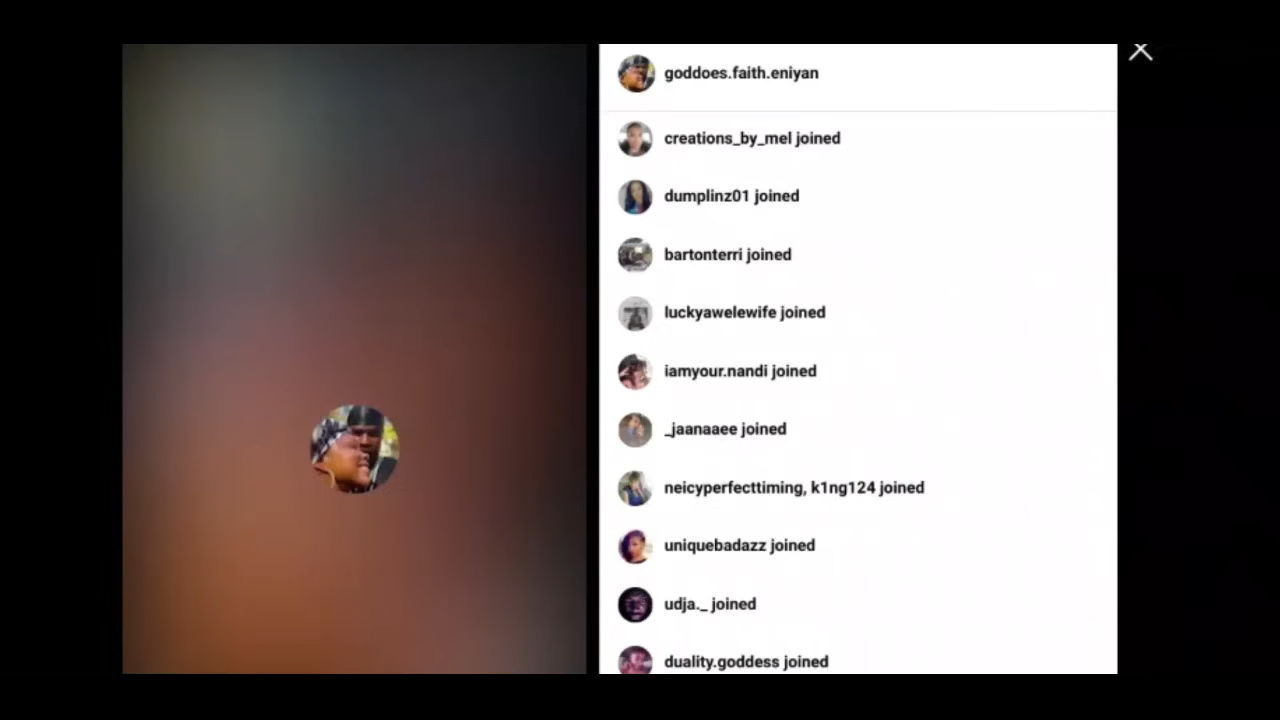 goddoes.faith.eniyan
creations_by_mel joined
dumplinz01 joined
bartonterri joined
luckyawelewife joined
iamyour.nandi joined
_jaanaaee joined
neicyperfecttiming, k1ng124 joined
uniquebadazz joined
udja._ joined
duality.goddess joined